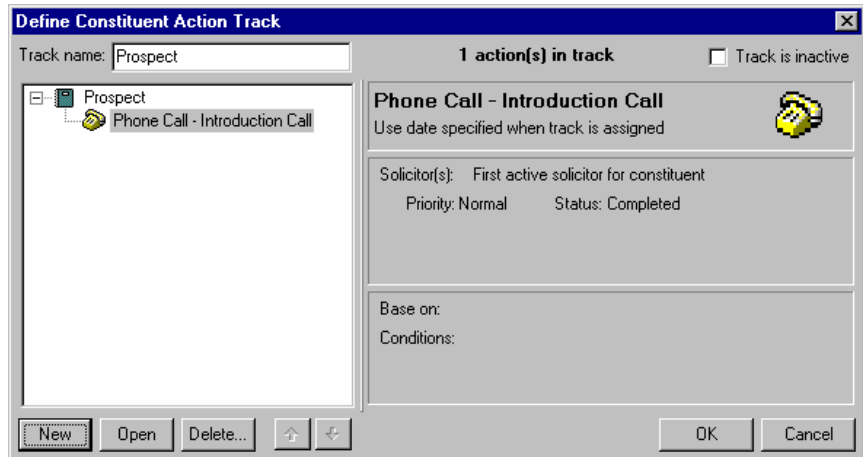 Define Constituent Action Track
Track name: Prospect
1 action(s) in track
Track is inactive
Prospect
Phone Call - Introduction Call
Phone Call - Introduction Call
Use date specified when track is assigned
Solicitor(s): First active solicitor for constituent
Priority: Normal Status: Completed
Base on:
Conditions:
New Open Delete... OK Cancel